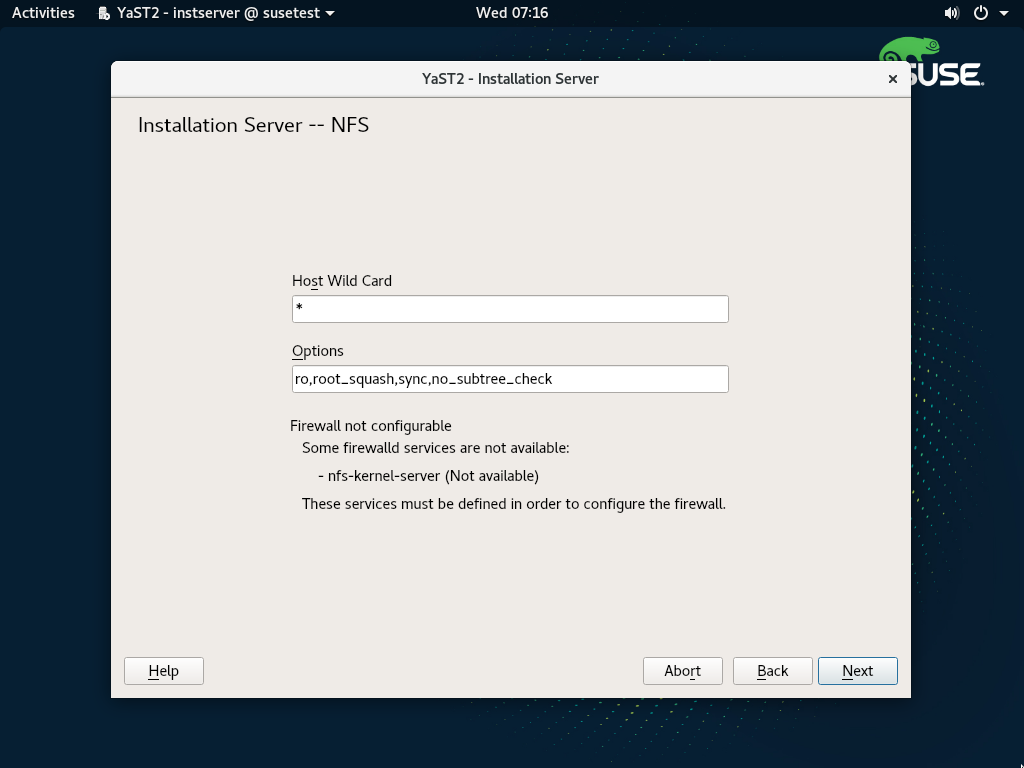 Activities YaST2 - instserver @ susetest Wed 07:16
SUSE
YaST2 - Installation Server
Installation Server -- NFS
Host Wild Card
*
Options
ro,root_squash,sync,no_subtree_check
Firewall not configurable
Some firewalld services are not available:
- nfs-kernel-server (Not available)
These services must be defined in order to configure the firewall.
Help Abort Back Next